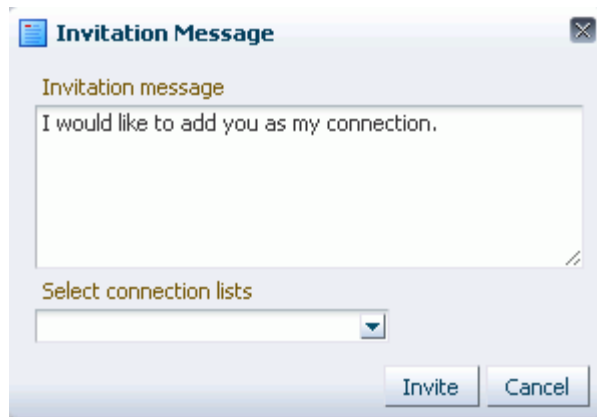 Invitation Message
Invitation message
I would like to add you as my connection.
Select connection lists
Invite Cancel